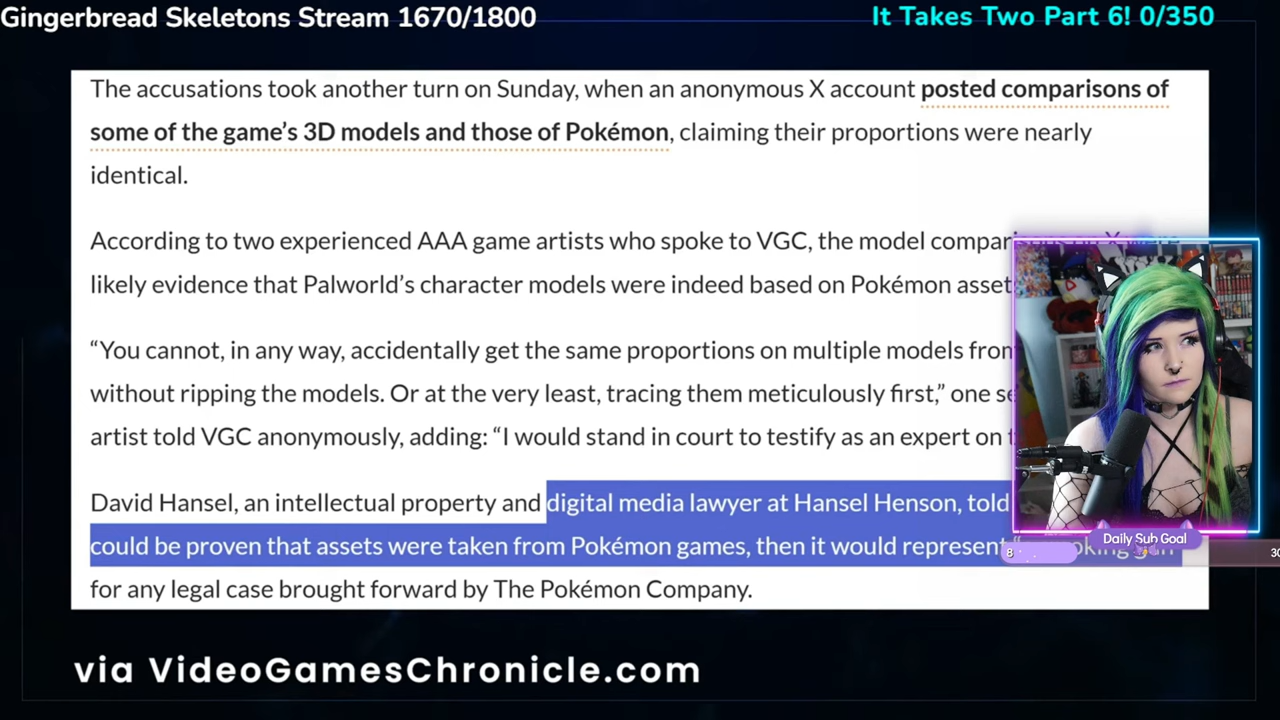 Gingerbread Skeletons Stream 1670/1800
It Takes Two Part 6! 0/350
The accusations took another turn on Sunday, when an anonymous X account posted comparisons of
some of the game’s 3D models and those of Pokémon, claiming their proportions were nearly
identical.
According to two experienced AAA game artists who spoke to VGC, the model
likely evidence that Palworld’s character models were indeed based on Pokémon
“You cannot, in any way, accidentally get the same proportions on multiple models
without ripping the models. Or at the very least, tracing them meticulously first,” one
artist told VGC anonymously, adding: “I would stand in court to testify as an expert on
David Hansel, an intellectual property and digital media lawyer at Hansel Henson, told
could be proven that assets were taken from Pokémon games, then it would represent
for any legal case brought forward by The Pokémon Company.
Daily Sub Goal
8
30
via VideoGamesChronicle.com